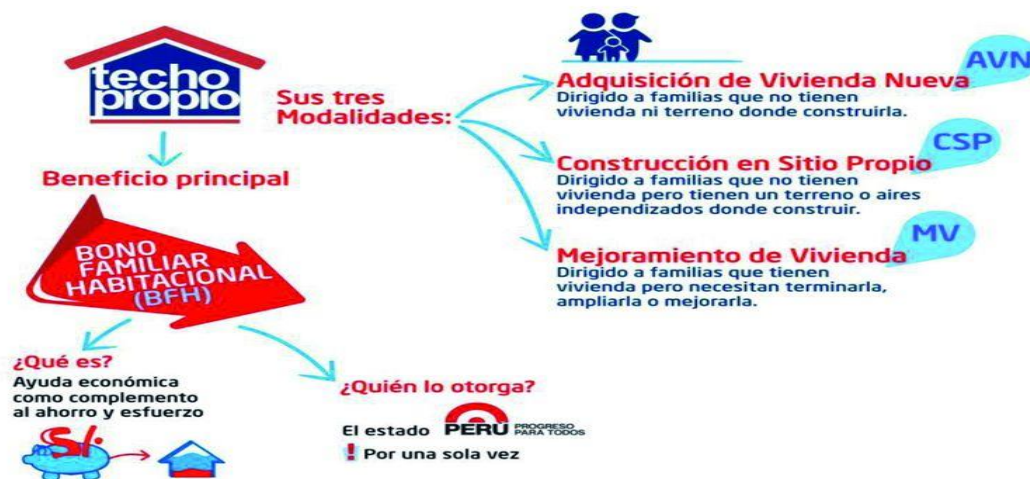 techo
propio
Beneficio principal
BONO
FAMILIAR
HABITACIONAL
(BFH)
¿Qué es?
Ayuda económica
como complemento
al ahorro y esfuerzo
S/.
¿Quién lo otorga?
El estado PERÚ PROGRESO
PARA TODOS
! Por una sola vez
Sus tres
Modalidades:
Adquisición de Vivienda Nueva
AVN
Dirigido a familias que no tienen
vivienda ni terreno donde construirla.
Construcción en Sitio Propio
CSP
Dirigido a familias que no tienen
vivienda pero tienen un terreno o aires
independizados donde construir.
Mejoramiento de Vivienda
MV
Dirigido a familias que tienen
vivienda pero necesitan terminarla,
ampliarla o mejorarla.